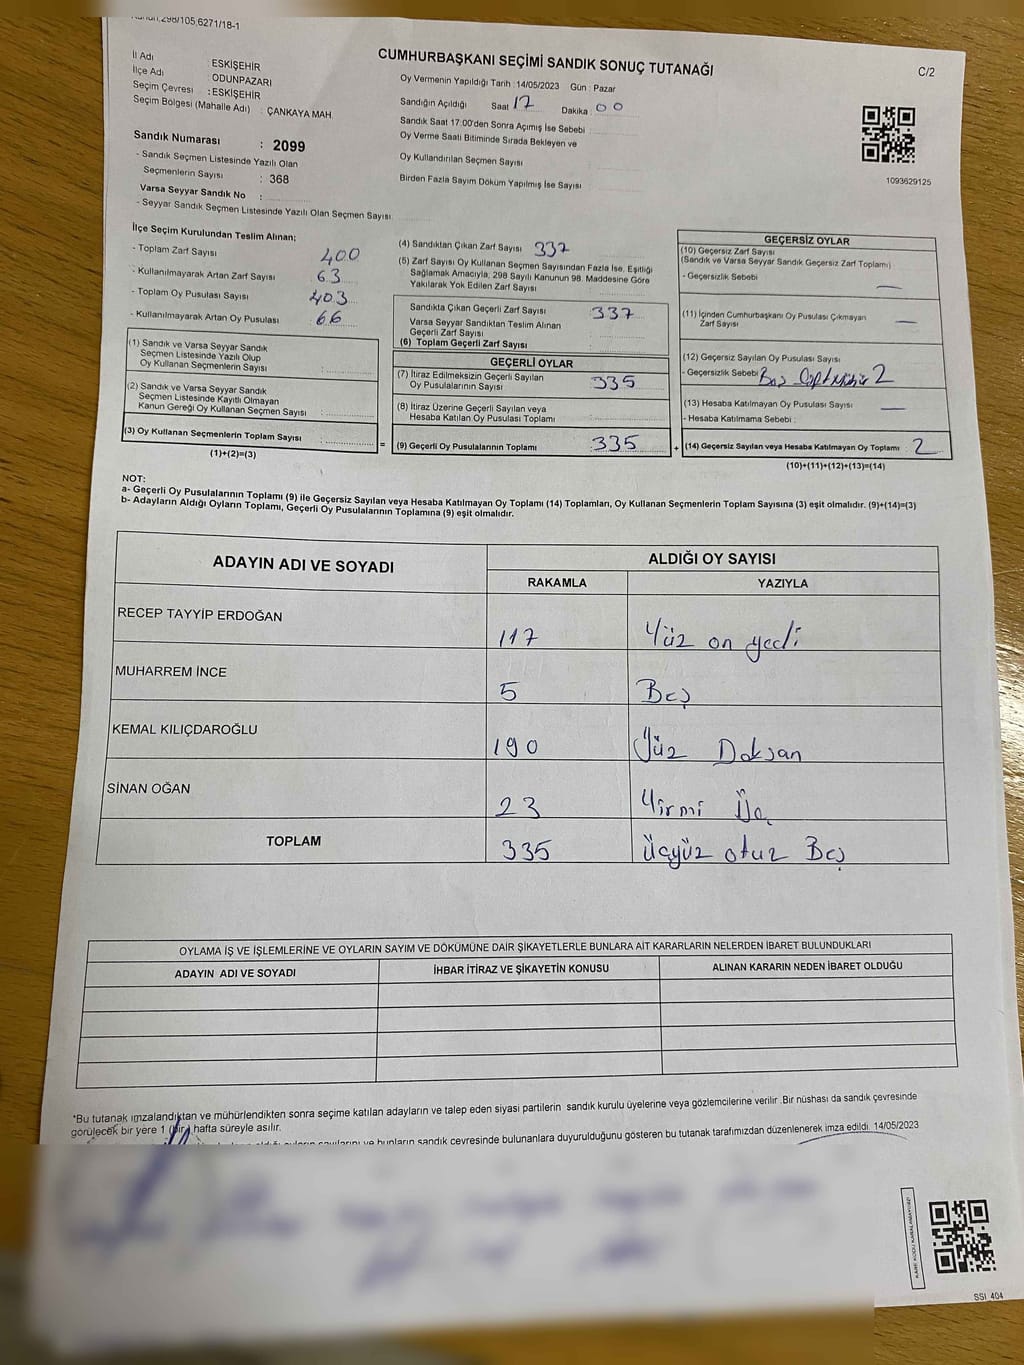 Kanun:298/105,6271/18-1
CUMHURBAŞKANI SEÇİMİ SANDIK SONUÇ TUTANAĞI
C/2
İl Adı : ESKİŞEHİR
İlçe Adı : ODUNPAZARI
Seçim Çevresi : ESKİŞEHİR
Seçim Bölgesi (Mahalle Adı) : ÇANKAYA MAH.
Oy Vermenin Yapıldığı Tarih :14/05/2023 Gün : Pazar
Sandığın Açıldığı Saat 17 Dakika 00
Sandık Saat 17:00'den Sonra Açımış İse Sebebi
Oy Verme Saati Bitiminde Sırada Bekleyen ve
Oy Kullandırılan Seçmen Sayısı
Birden Fazla Sayım Döküm Yapılmış İse Sayısı
1093629125
Sandık Numarası : 2099
- Sandık Seçmen Listesinde Yazılı Olan
Seçmenlerin Sayısı : 368
Varsa Seyyar Sandık No :
- Seyyar Sandık Seçmen Listesinde Yazılı Olan Seçmen Sayısı
İlçe Seçim Kurulundan Teslim Alınan;
- Toplam Zarf Sayısı 400
- Kullanılmayarak Artan Zarf Sayısı 63
- Toplam Oy Pusulası Sayısı 403
- Kullanılmayarak Artan Oy Pusulası 66
(1) Sandık ve Varsa Seyyar Sandık
Seçmen Listesinde Yazılı Olup
Oy Kullanan Seçmenlerin Sayısı :
(2) Sandık ve Varsa Seyyar Sandık
Seçmen Listesinde Kayıtlı Olmayan
Kanun Gereği Oy Kullanan Seçmen Sayısı :
(3) Oy Kullanan Seçmenlerin Toplam Sayısı :
(1)+(2)=(3)
(4) Sandıktan Çıkan Zarf Sayısı 337
(5) Zarf Sayısı Oy Kullanan Seçmen Sayısından Fazla İse, Eşitliği
Sağlamak Amacıyla, 298 Sayılı Kanunun 98. Maddesine Göre
Yakılarak Yok Edilen Zarf Sayısı
Sandıkta Çıkan Geçerli Zarf Sayısı : 337
Varsa Seyyar Sandıktan Teslim Alınan
Geçerli Zarf Sayısı
(6) Toplam Geçerli Zarf Sayısı
GEÇERLİ OYLAR
(7) İtiraz Edilmeksizin Geçerli Sayılan
Oy Pusulalarının Sayısı : 335
(8) İtiraz Üzerine Geçerli Sayılan veya
Hesaba Katılan Oy Pusulası Toplamı
= (9) Geçerli Oy Pusulalarının Toplamı : 335 +
GEÇERSİZ OYLAR
(10) Geçersiz Zarf Sayısı
(Sandık ve Varsa Seyyar Sandık Geçersiz Zarf Toplamı)
- Geçersizlik Sebebi —
(11) İçinden Cumhurbaşkanı Oy Pusulası Çıkmayan
Zarf Sayısı —
(12) Geçersiz Sayılan Oy Pusulası Sayısı
- Geçersizlik Sebebi 2
(13) Hesaba Katılmayan Oy Pusulası Sayısı —
- Hesaba Katılmama Sebebi :
(14) Geçersiz Sayılan veya Hesaba Katılmayan Oy Toplamı : 2
(10)+(11)+(12)+(13)=(14)
NOT:
a- Geçerli Oy Pusulalarının Toplamı (9) ile Geçersiz Sayılan veya Hesaba Katılmayan Oy Toplamı (14) Toplamları, Oy Kullanan Seçmenlerin Toplam Sayısına (3) eşit olmalıdır. (9)+(14)=(3)
b- Adayların Aldığı Oyların Toplamı, Geçerli Oy Pusulalarının Toplamına (9) eşit olmalıdır.
ADAYIN ADI VE SOYADI
ALDIĞI OY SAYISI
RAKAMLA YAZIYLA
RECEP TAYYİP ERDOĞAN 117 Yüz on yedi
MUHARREM İNCE 5 Beş
KEMAL KILIÇDAROĞLU 190 Yüz Doksan
SİNAN OĞAN 23 Yirmi Üç
TOPLAM 335 Üçyüz otuz Beş
OYLAMA İŞ VE İŞLEMLERİNE VE OYLARIN SAYIM VE DÖKÜMÜNE DAİR ŞİKAYETLERLE BUNLARA AİT KARARLARIN NELERDEN İBARET BULUNDUKLARI
ADAYIN ADI VE SOYADI İHBAR İTİRAZ VE ŞİKAYETİN KONUSU ALINAN KARARIN NEDEN İBARET OLDUĞU
*Bu tutanak imzalandıktan ve mühürlendikten sonra seçime katılan adayların ve talep eden siyasi partilerin sandık kurulu üyelerine veya gözlemcilerine verilir .Bir nüshası da sandık çevresinde
görülecek bir yere 1 (bir) hafta süreyle asılır.
ve bunların sandık çevresinde bulunanlara duyurulduğunu gösteren bu tutanak tarafımızdan düzenlenerek imza edildi. 14/05/2023
SSI_404